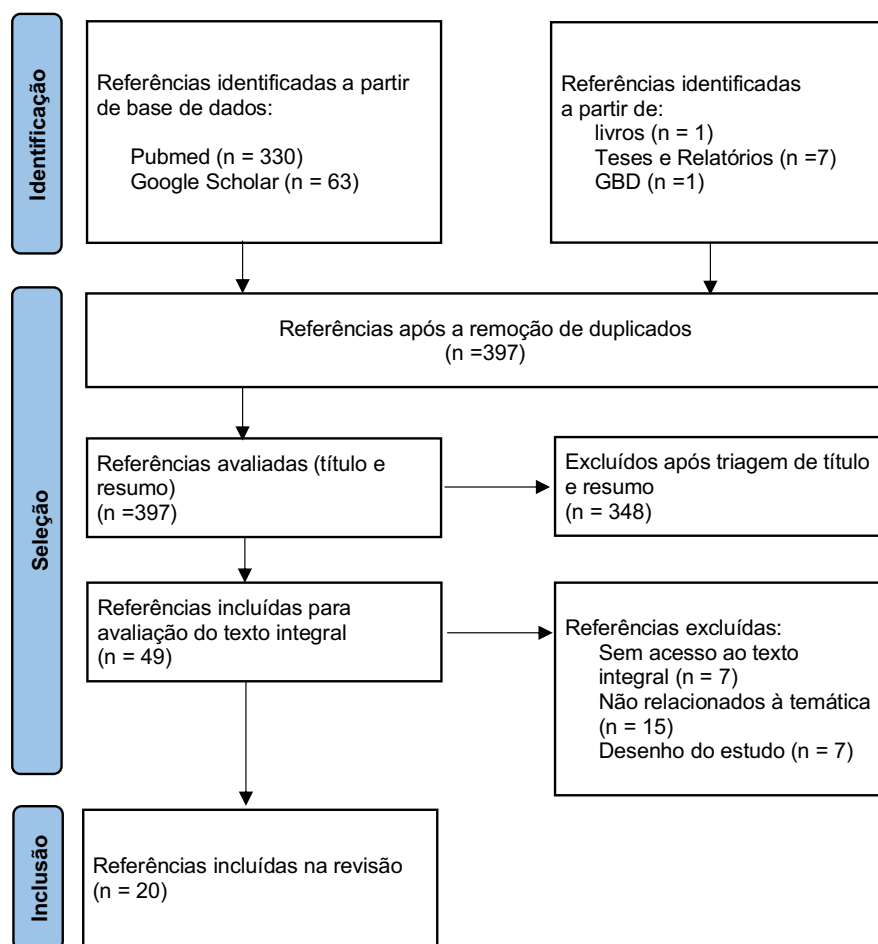 Identificação
Referências identificadas a partir
de base de dados:
Pubmed (n = 330)
Google Scholar (n = 63)
Referências identificadas
a partir de:
livros (n = 1)
Teses e Relatórios (n =7)
GBD (n =1)
Seleção
Referências após a remoção de duplicados
(n =397)
Referências avaliadas (título e
resumo)
(n =397)
Excluídos após triagem de título
e resumo
(n = 348)
Referências incluídas para
avaliação do texto integral
(n = 49)
Referências excluídas:
Sem acesso ao texto
integral (n = 7)
Não relacionados à temática
(n = 15)
Desenho do estudo (n = 7)
Inclusão
Referências incluídas na revisão
(n = 20)